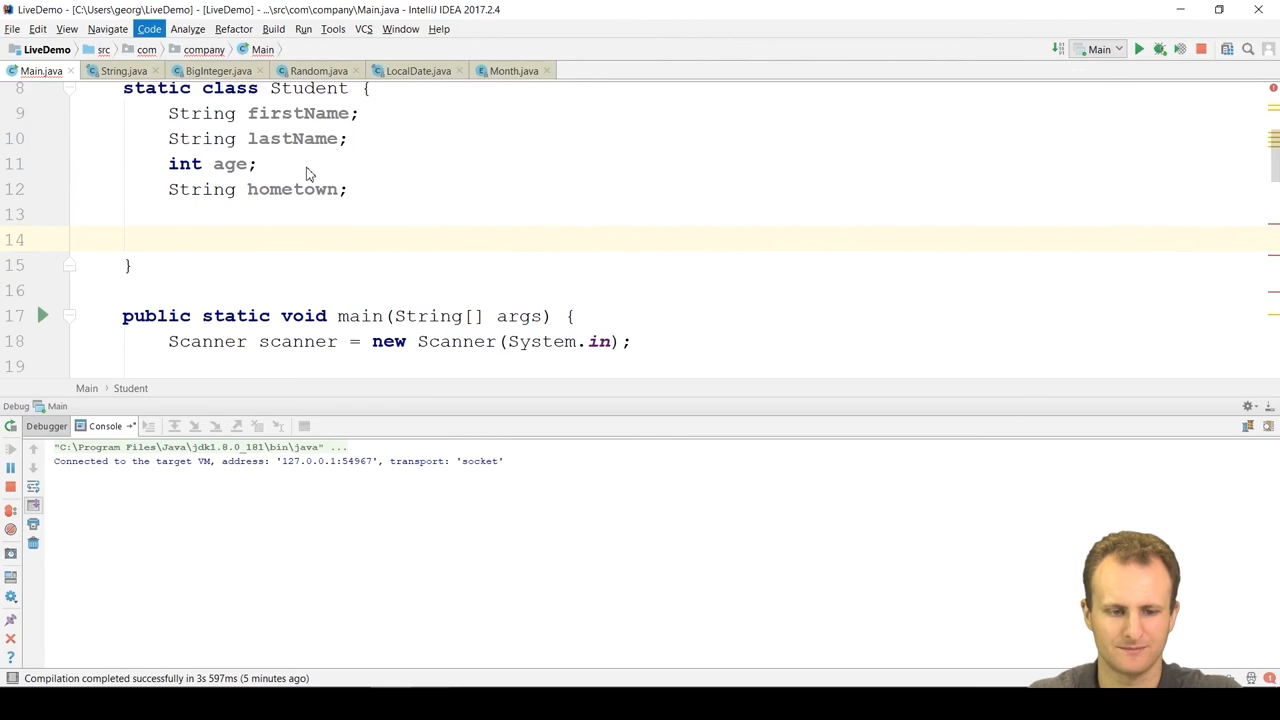 LiveDemo - [C:\Users\georg\LiveDemo] - [LiveDemo] - ...\src\com\company\Main.java - IntelliJ IDEA 2017.2.4
File Edit View Navigate Code Analyze Refactor Build Run Tools VCS Window Help
LiveDemo src com company Main Main
Main.java String.java BigInteger.java Random.java LocalDate.java Month.java
8 static class Student {
9 String firstName;
10 String lastName;
11 int age;
12 String hometown;
13
14
15 }
16
17 public static void main(String[] args) {
18 Scanner scanner = new Scanner(System.in);
19
Main Student
Debug Main
Debugger Console
"C:\Program Files\Java\jdk1.8.0_181\bin\java" ...
Connected to the target VM, address: '127.0.0.1:54967', transport: 'socket'
Compilation completed successfully in 3s 597ms (5 minutes ago)